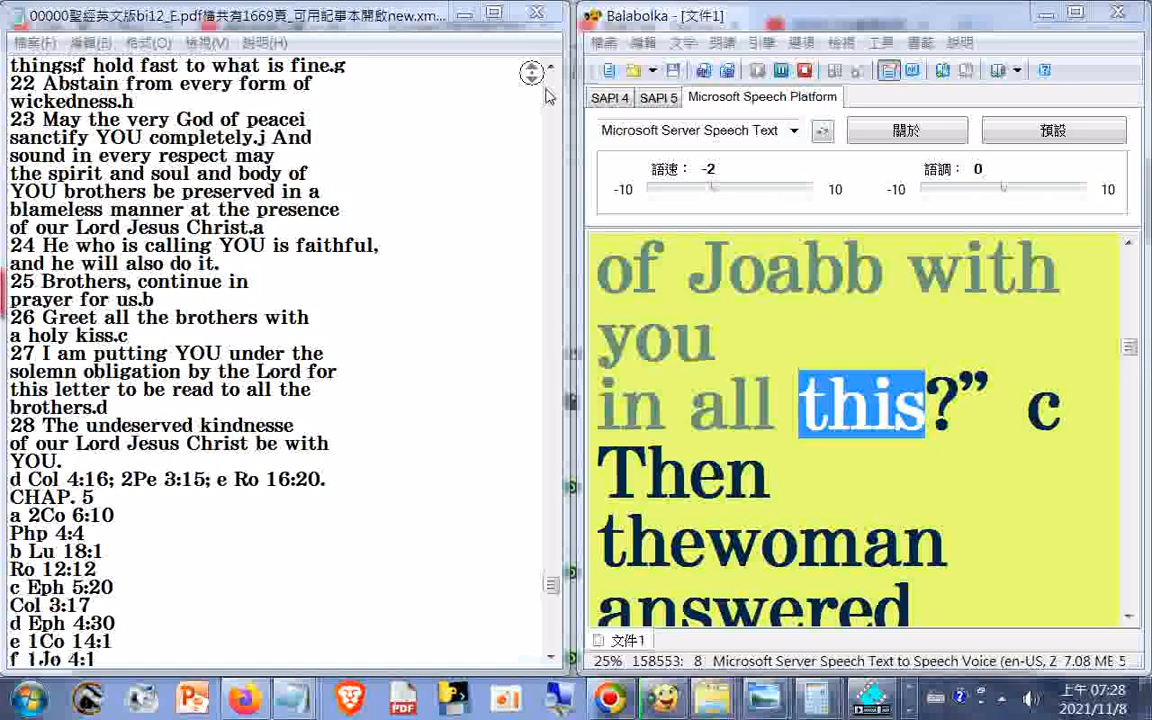 00000聖經英文版bi12_E.pdf檔共有1669頁_可用記事本開啟new.xm...
檔案(F) 編輯(E) 格式(O) 檢視(V) 說明(H)
things;f hold fast to what is fine.g
22 Abstain from every form of
wickedness.h
23 May the very God of peacei
sanctify YOU completely.j And
sound in every respect may
the spirit and soul and body of
YOU brothers be preserved in a
blameless manner at the presence
of our Lord Jesus Christ.a
24 He who is calling YOU is faithful,
and he will also do it.
25 Brothers, continue in
prayer for us.b
26 Greet all the brothers with
a holy kiss.c
27 I am putting YOU under the
solemn obligation by the Lord for
this letter to be read to all the
brothers.d
28 The undeserved kindnesse
of our Lord Jesus Christ be with
YOU.
d Col 4:16; 2Pe 3:15; e Ro 16:20.
CHAP. 5
a 2Co 6:10
Php 4:4
b Lu 18:1
Ro 12:12
c Eph 5:20
Col 3:17
d Eph 4:30
e 1Co 14:1
f 1Jo 4:1
Balabolka - [文件1]
檔案 編輯 文字 朗讀 引擎 選項 檢視 工具 書籤 說明
SAPI 4 SAPI 5 Microsoft Speech Platform
Microsoft Server Speech Text 關於 預設
語速： -2 語調： 0
-10 10 -10 10
of Joabb with
you
in all this?” c
Then
thewoman
answered
文件1
25% 158553: 8 Microsoft Server Speech Text to Speech Voice (en-US, Z 7.08 MB 5
PDF
上午 07:28
2021/11/8